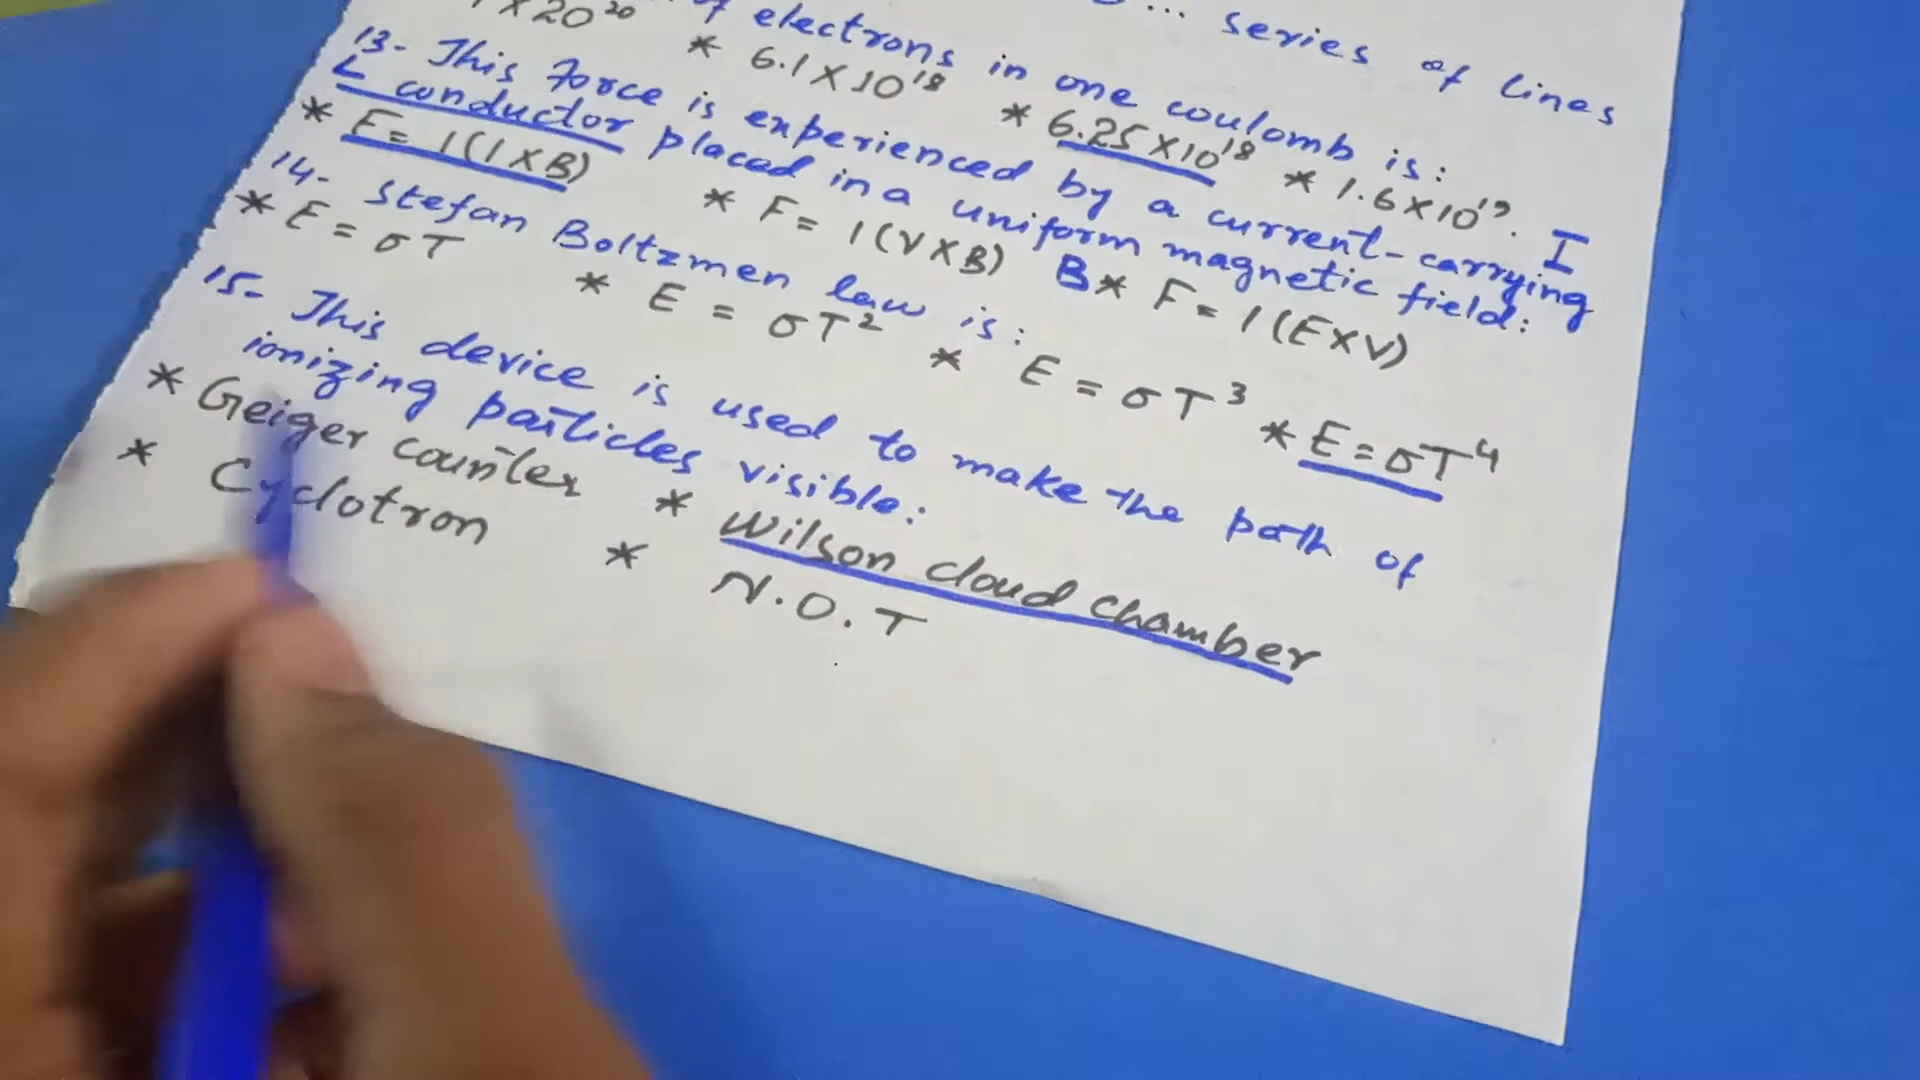 series of lines
of electrons in one coulomb is:
× 20²⁰ * 6.1 × 10¹⁸ * 6.25 × 10¹⁸ * 1.6 × 10¹⁹.
13- This Force is experienced by a current-carrying I
L conductor placed in a uniform magnetic field: B
* F = I(l × B) * F = I(V × B) * F = I(E × V)
14- Stefan Boltzmen law is:
* E = σT * E = σT² * E = σT³ * E = σT⁴
15- This device is used to make the path of
ionizing particles visible:
* Geiger counter * Wilson cloud chamber
* Cyclotron * N.O.T